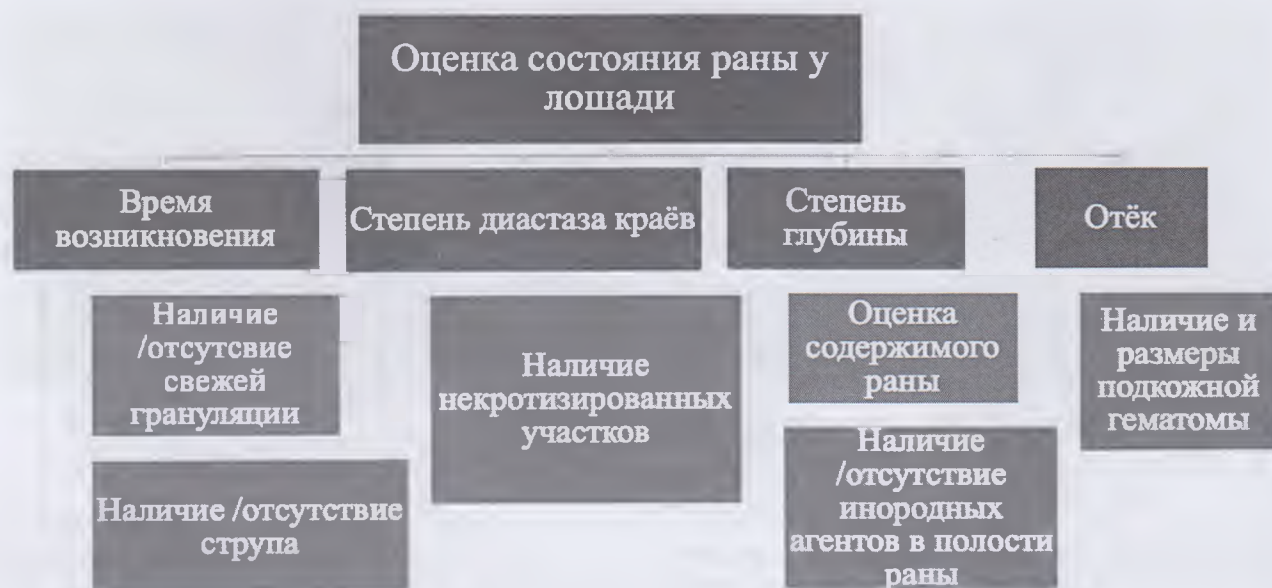 Оценка состояния раны у
лошади
Время
возникновения
Степень диастаза краёв
Степень
глубины
Отёк
Наличие
/отсутсвие
свежей
грануляции
Наличие /отсутствие
струпа
Наличие
некротизированных
участков
Оценка
содержимого
раны
Наличие
/отсутствие
инородных
агентов в полости
раны
Наличие и
размеры
подкожной
гематомы